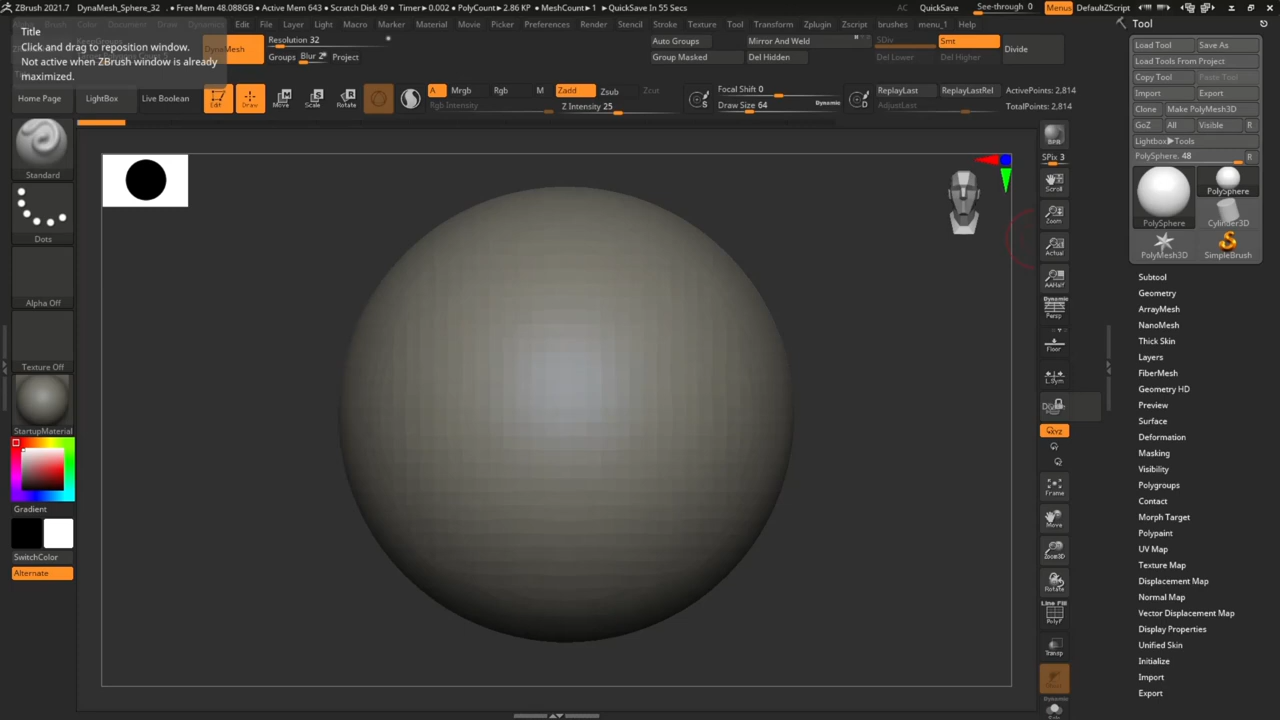 ZBrush 2021.7 DynaMesh_Sphere_32 • Free Mem 48.088GB • Active Mem 643 • Scratch Disk 49 • Timer▶0.002 • PolyCount▶2.86 KP • MeshCount▶1 • QuickSave In 55 Secs AC QuickSave See-through 0 Menus DefaultZScript
Edit File Layer Light Macro Marker Material Movie Picker Preferences Render Stencil Stroke Texture Tool Transform Zplugin Zscript brushes menu_1 Help
Title
Click and drag to reposition window.
Not active when ZBrush window is already
maximized.
DynaMesh Resolution 32
Groups Blur 2 Project
Auto Groups Mirror And Weld SDiv Smt Divide
Group Masked Del Hidden Del Lower Del Higher
Home Page LightBox Live Boolean Edit Draw Move Scale Rotate
A Mrgb Rgb M Zadd Zsub Zcut
Rgb Intensity Z Intensity 25
S Focal Shift 0
Draw Size 64 Dynamic
D ReplayLast ReplayLastRel ActivePoints: 2,814
AdjustLast TotalPoints: 2,814
Standard
Dots
Alpha Off
Texture Off
StartupMaterial
Gradient
SwitchColor
Alternate
BPR
SPix 3
Scroll
Zoom
Actual
AAHalf
Dynamic
Persp
Floor
L.Sym
XYZ
Frame
Move
Zoom3D
Rotate
Line Fill
PolyF
Transp
Dynamic
Solo
Tool
Load Tool Save As
Load Tools From Project
Copy Tool Paste Tool
Import Export
Clone Make PolyMesh3D
GoZ All Visible R
Lightbox▶Tools
PolySphere. 48 R
PolySphere PolySphere
Cylinder3D
PolyMesh3D SimpleBrush
Subtool
Geometry
ArrayMesh
NanoMesh
Thick Skin
Layers
FiberMesh
Geometry HD
Preview
Surface
Deformation
Masking
Visibility
Polygroups
Contact
Morph Target
Polypaint
UV Map
Texture Map
Displacement Map
Normal Map
Vector Displacement Map
Display Properties
Unified Skin
Initialize
Import
Export